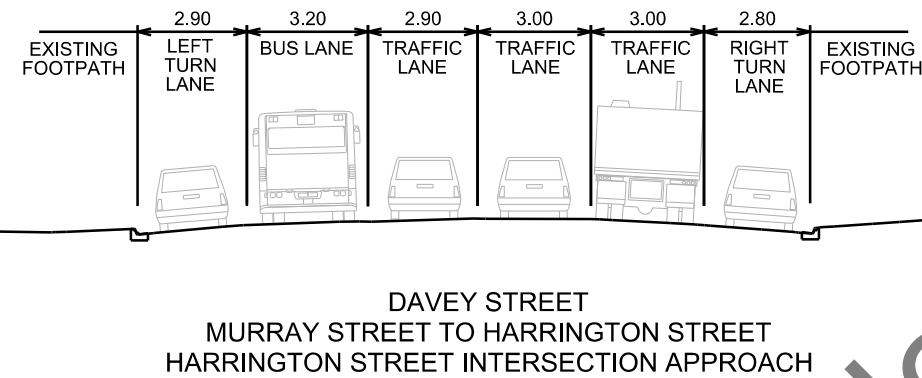 2.90
3.20
2.90
3.00
3.00
2.80
EXISTING
FOOTPATH
LEFT
TURN
LANE
BUS LANE
TRAFFIC
LANE
TRAFFIC
LANE
TRAFFIC
LANE
RIGHT
TURN
LANE
EXISTING
FOOTPATH
DAVEY STREET
MURRAY STREET TO HARRINGTON STREET
HARRINGTON STREET INTERSECTION APPROACH